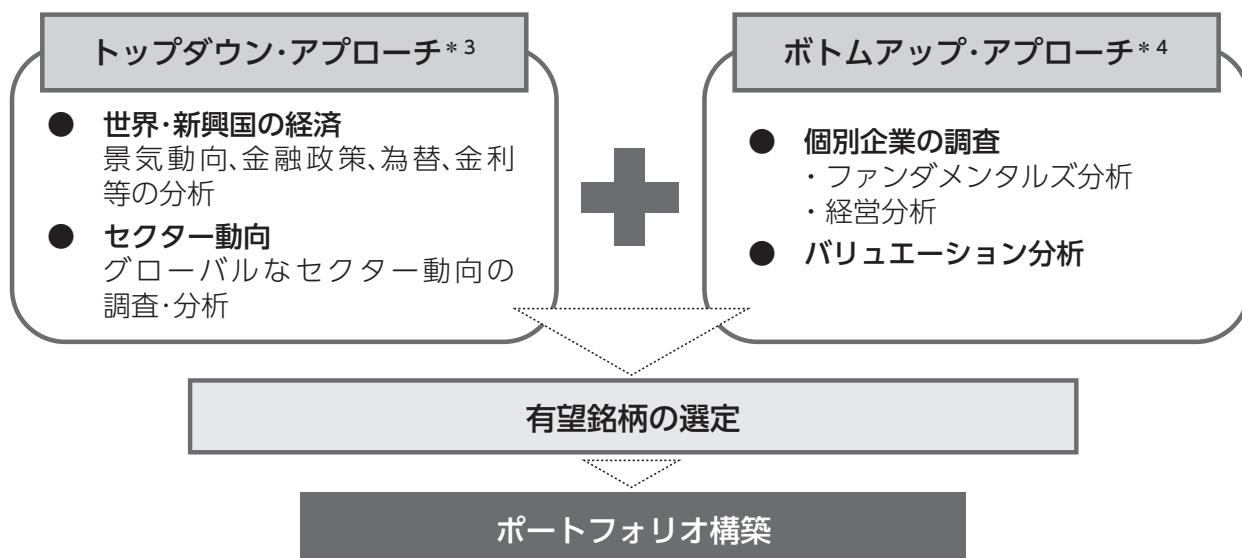 トップダウン・アプローチ*3
● 世界・新興国の経済
景気動向、金融政策、為替、金利
等の分析
● セクター動向
グローバルなセクター動向の
調査・分析
ボトムアップ・アプローチ*4
● 個別企業の調査
・ファンダメンタルズ分析
・経営分析
● バリュエーション分析
有望銘柄の選定
ポートフォリオ構築